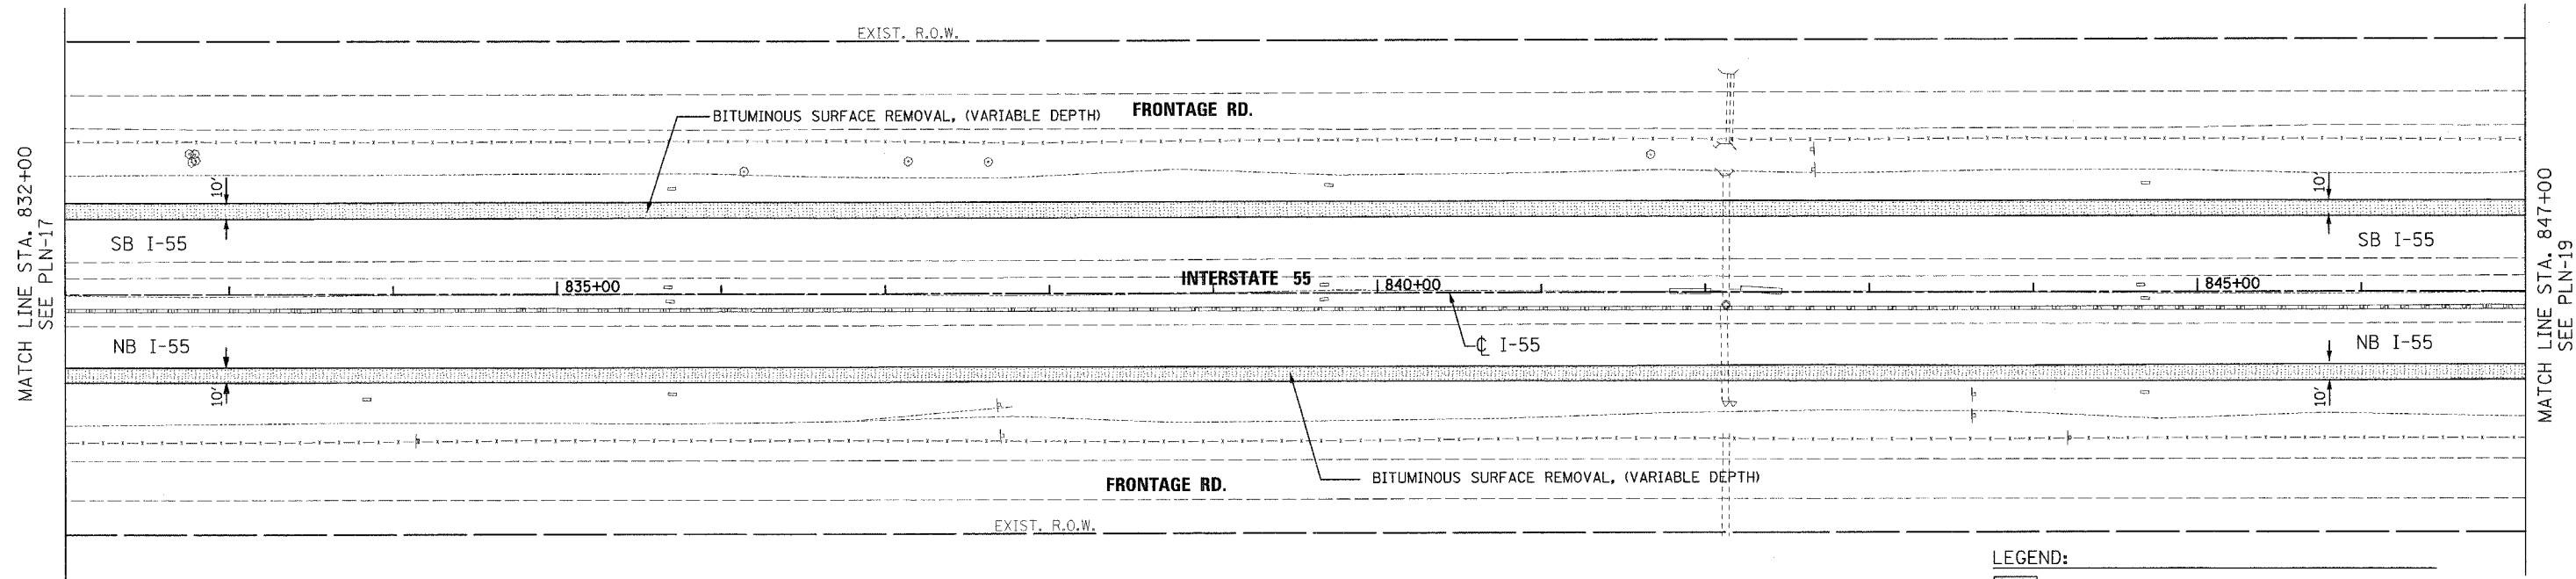 EXIST. R.O.W.
BITUMINOUS SURFACE REMOVAL, (VARIABLE DEPTH)
FRONTAGE RD.
MATCH LINE STA. 832+00
SEE PLN-17
10'
10'
SB I-55
SB I-55
INTERSTATE 55
835+00
840+00
845+00
NB I-55
℄ I-55
NB I-55
10'
10'
BITUMINOUS SURFACE REMOVAL, (VARIABLE DEPTH)
FRONTAGE RD.
EXIST. R.O.W.
MATCH LINE STA. 847+00
SEE PLN-19
LEGEND: